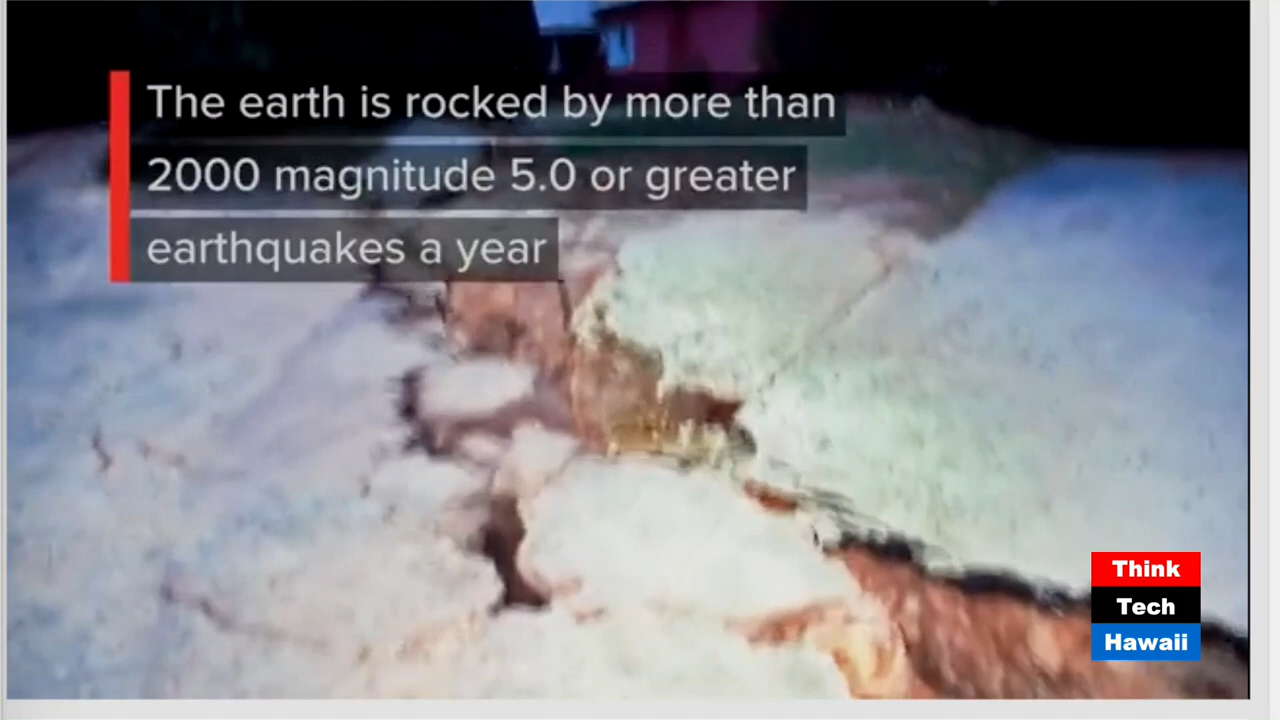 The earth is rocked by more than
2000 magnitude 5.0 or greater
earthquakes a year
Think
Tech
Hawaii